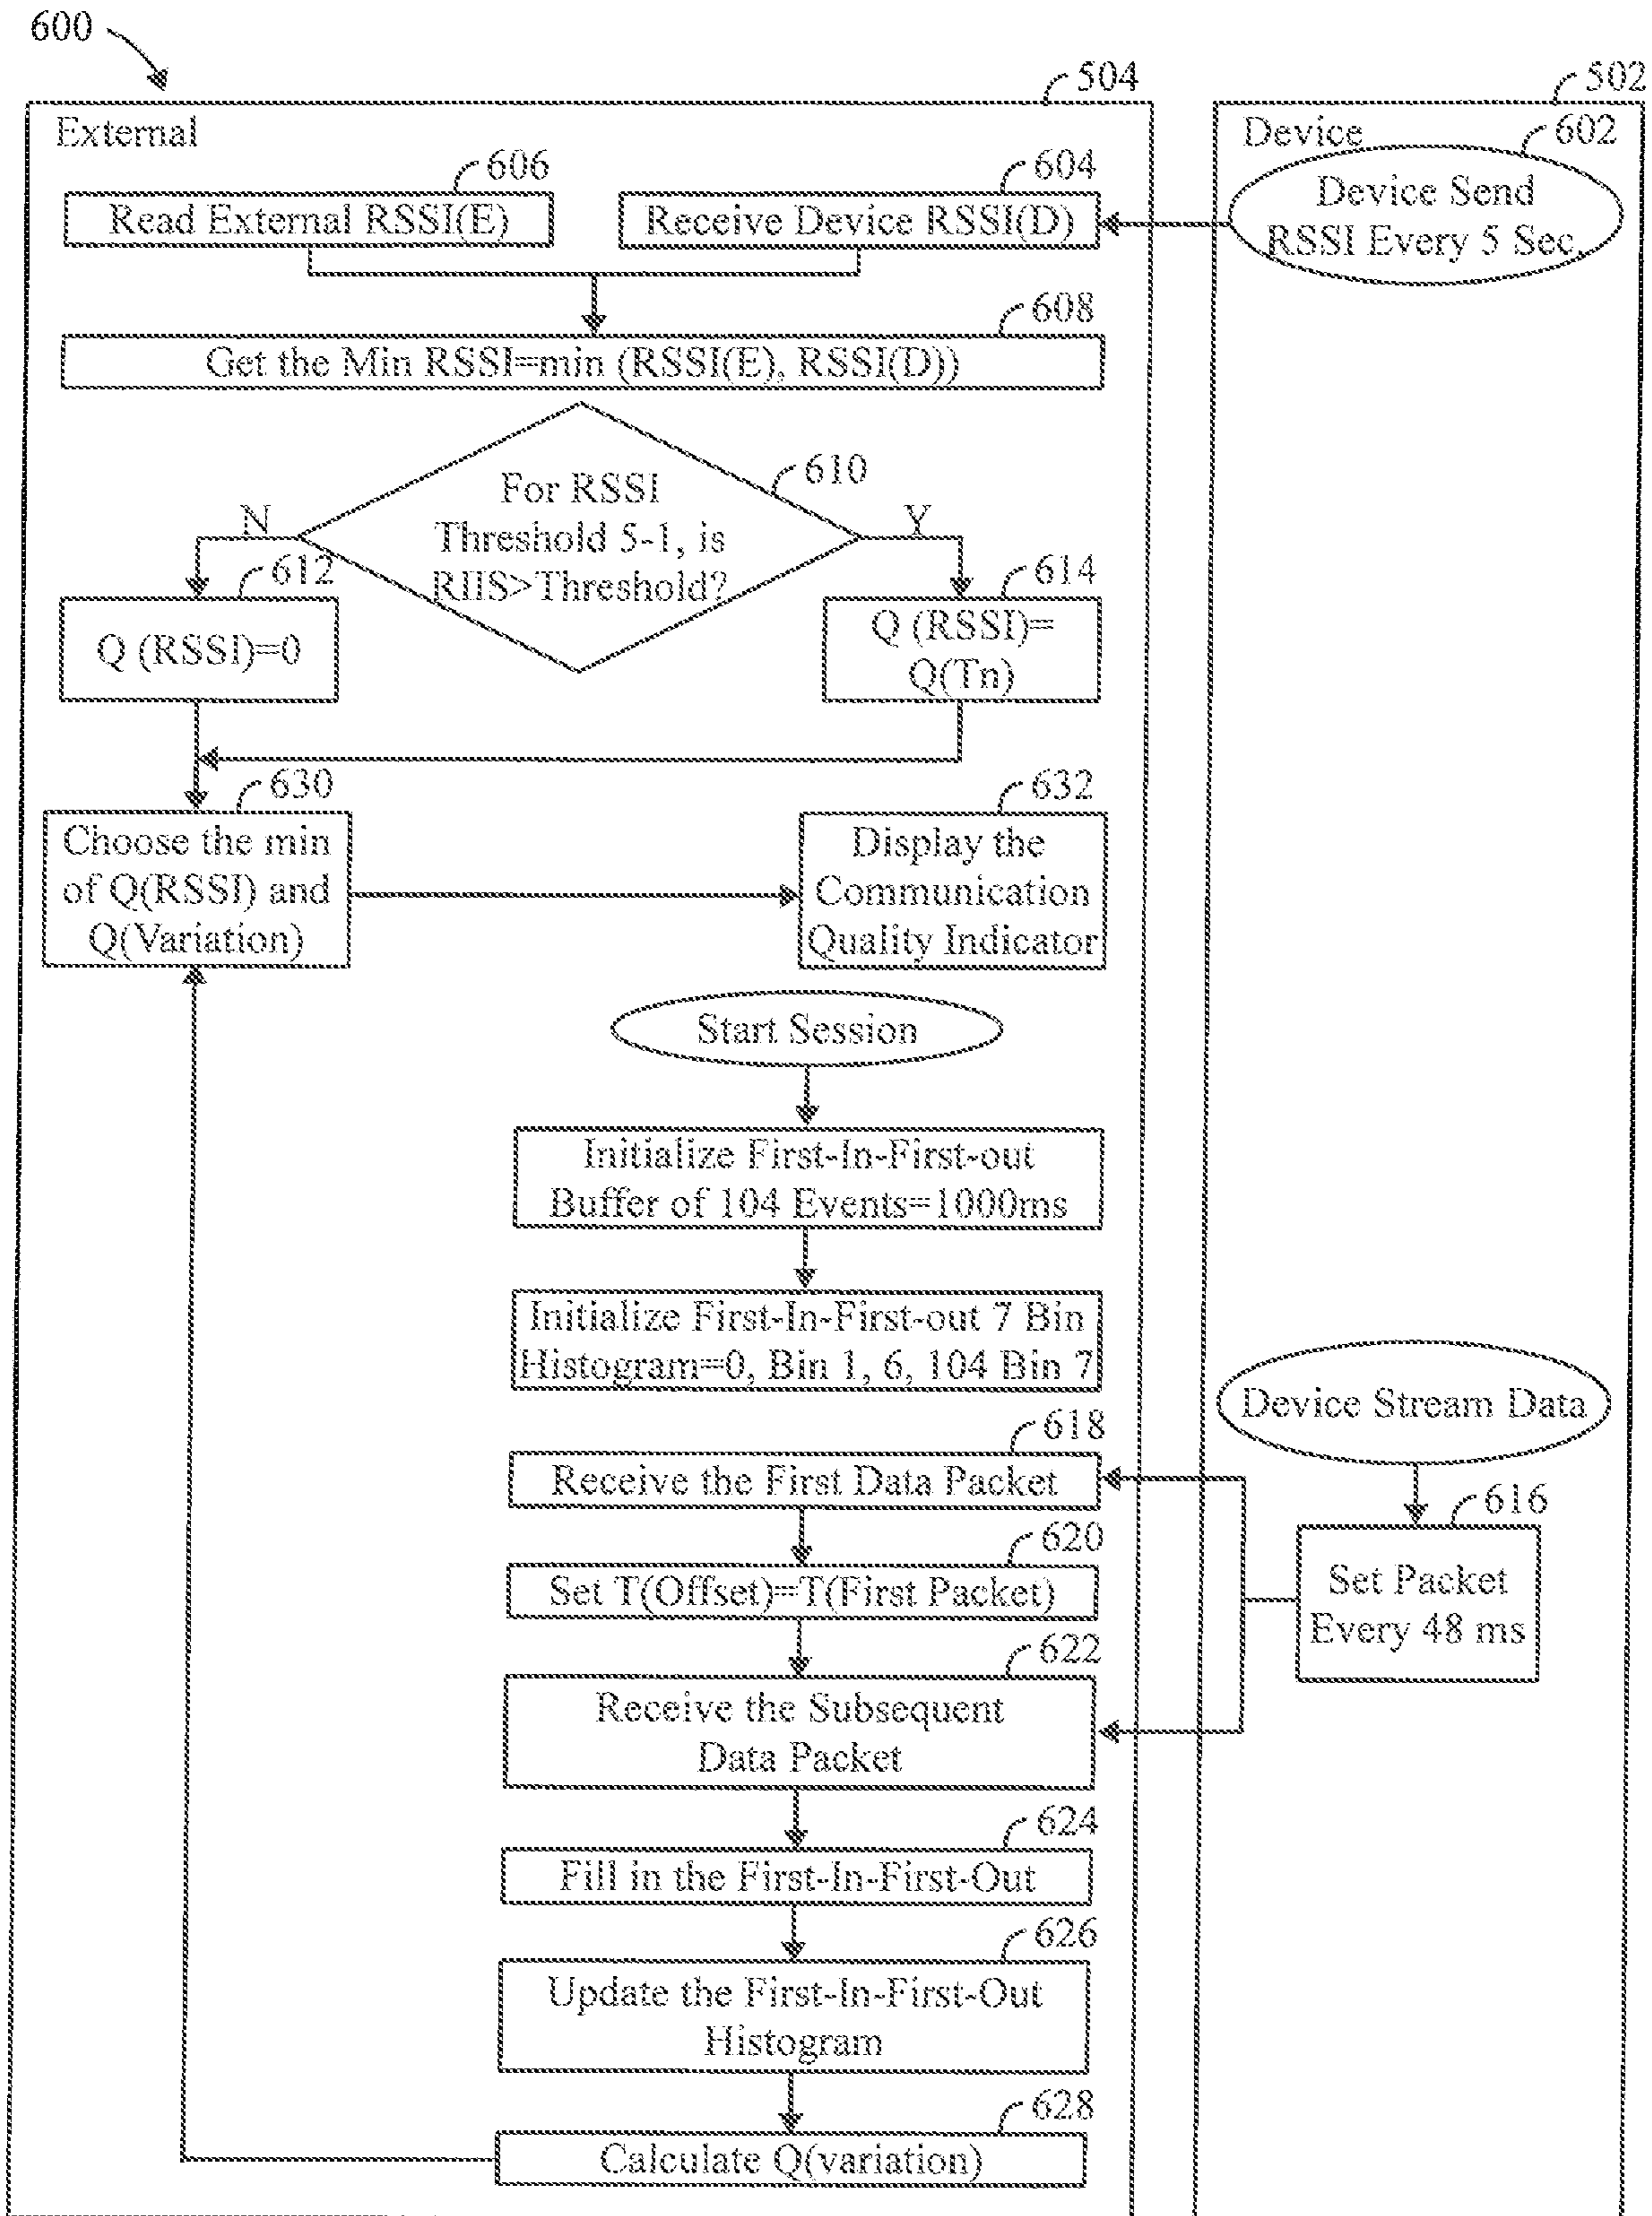 600
504
502
External
Device
602
606
604
Read External RSSI(E)
Receive Device RSSI(D)
Device Send
RSSI Every 5 Sec.
608
Get the Min RSSI=min (RSSI(E), RSSI(D))
610
For RSSI
Threshold 5-1, is
RIIS>Threshold?
N
Y
612
614
Q (RSSI)=0
Q (RSSI)=
Q(Tn)
630
632
Choose the min
of Q(RSSI) and
Q(Variation)
Display the
Communication
Quality Indicator
Start Session
Initialize First-In-First-out
Buffer of 104 Events=1000ms
Initialize First-In-First-out 7 Bin
Histogram=0, Bin 1, 6, 104 Bin 7
Device Stream Data
618
Receive the First Data Packet
616
Set Packet
Every 48 ms
620
Set T(Offset)=T(First Packet)
622
Receive the Subsequent
Data Packet
624
Fill in the First-In-First-Out
626
Update the First-In-First-Out
Histogram
628
Calculate Q(variation)